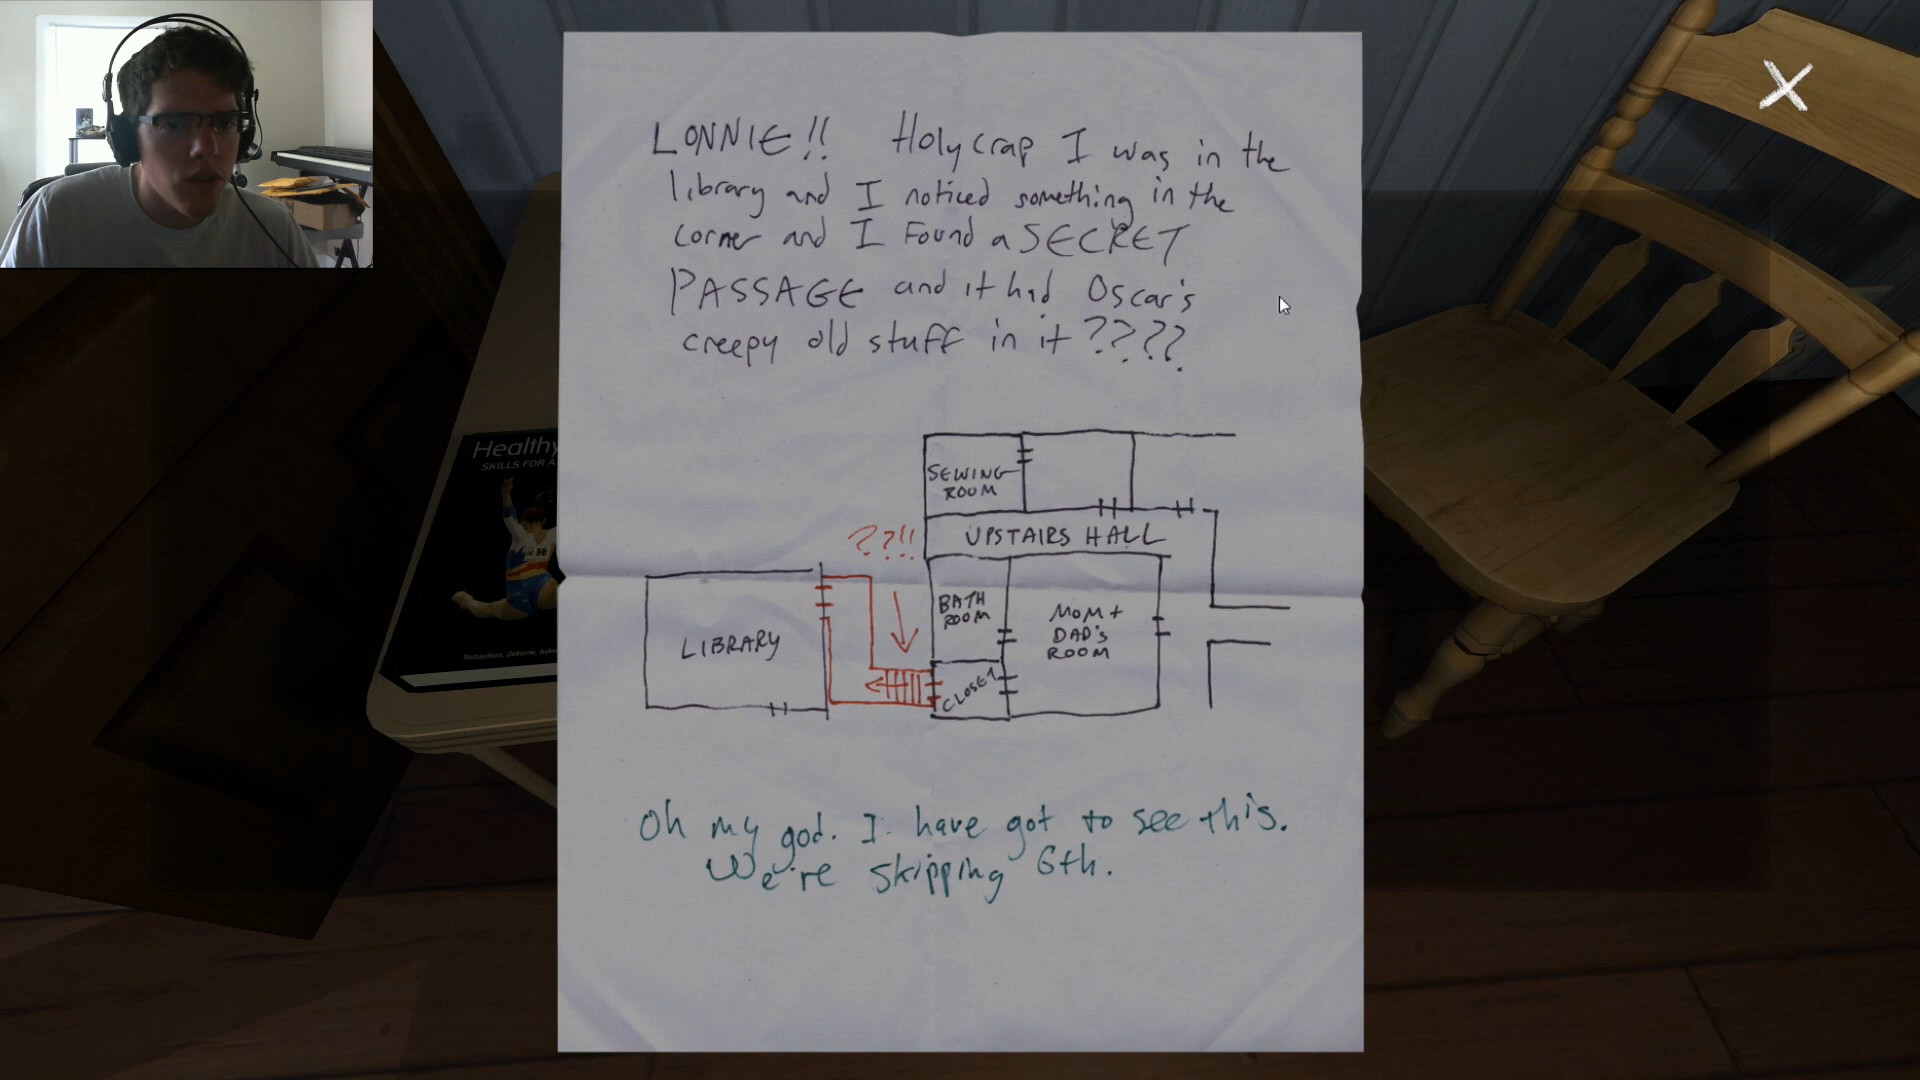 LONNIE!! Holy crap I was in the
library and I noticed something in the
corner and I found a SECRET
PASSAGE and it had Oscar's
creepy old stuff in it????
SEWING
ROOM
UPSTAIRS HALL
??!!
LIBRARY
BATH
ROOM
MOM +
DAD'S
ROOM
CLOSET
Oh my god. I have got to see this.
We're skipping 6th.
Healthy
SKILLS FOR A